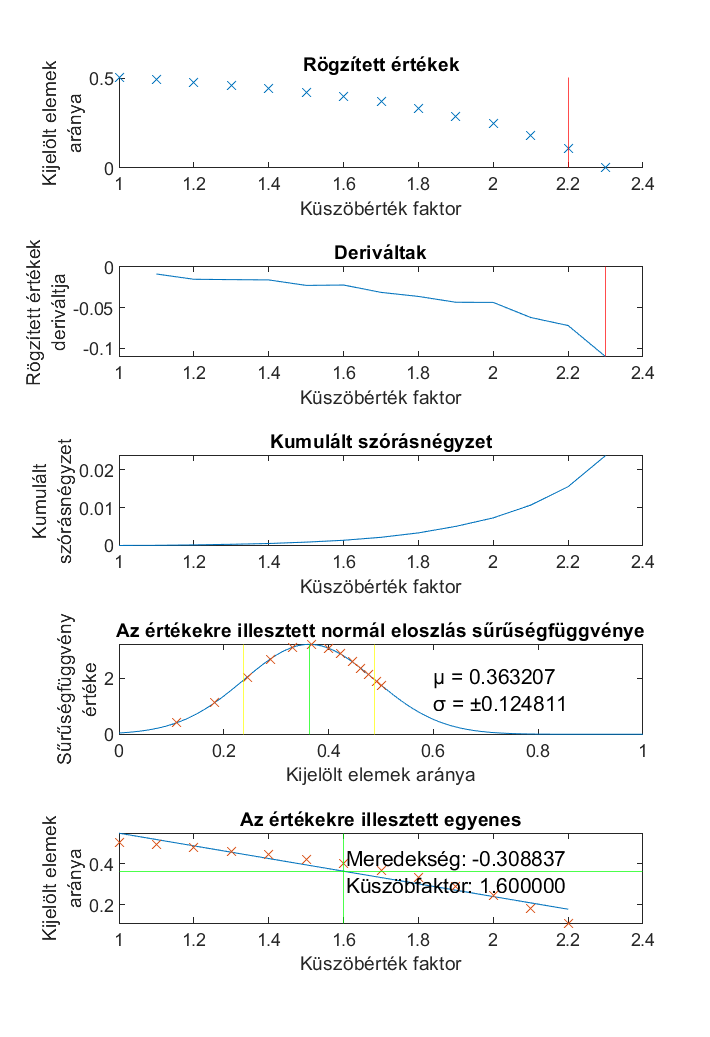 Rögzített értékek
Kijelölt elemek
aránya
0.5
0
1 1.2 1.4 1.6 1.8 2 2.2 2.4
Küszöbérték faktor
Deriváltak
Rögzített értékek
deriváltja
0
-0.05
-0.1
1 1.2 1.4 1.6 1.8 2 2.2 2.4
Küszöbérték faktor
Kumulált szórásnégyzet
Kumulált
szórásnégyzet
0.02
0.01
0
1 1.2 1.4 1.6 1.8 2 2.2 2.4
Küszöbérték faktor
Az értékekre illesztett normál eloszlás sűrűségfüggvénye
Sűrűségfüggvény
értéke
2
0
μ = 0.363207
σ = ±0.124811
0 0.2 0.4 0.6 0.8 1
Kijelölt elemek aránya
Az értékekre illesztett egyenes
Kijelölt elemek
aránya
0.4
0.2
Meredekség: -0.308837
Küszöbfaktor: 1.600000
1 1.2 1.4 1.6 1.8 2 2.2 2.4
Küszöbérték faktor